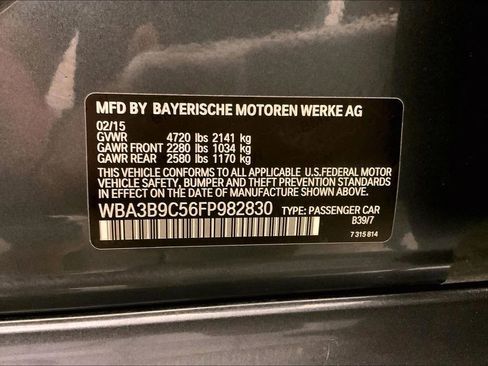 MFD BY BAYERISCHE MOTOREN WERKE AG
02/15
GVWR 4720 lbs 2141 kg
GAWR FRONT 2280 lbs 1034 kg
GAWR REAR 2580 lbs 1170 kg
THIS VEHICLE CONFORMS TO ALL APPLICABLE U.S.FEDERAL MOTOR
VEHICLE SAFETY, BUMPER, AND THEFT PREVENTION STANDARDS
IN EFFECT ON THE DATE OF MANUFACTURE SHOWN ABOVE.
WBA3B9C56FP982830 TYPE: PASSENGER CAR
B39/7
7 315 814